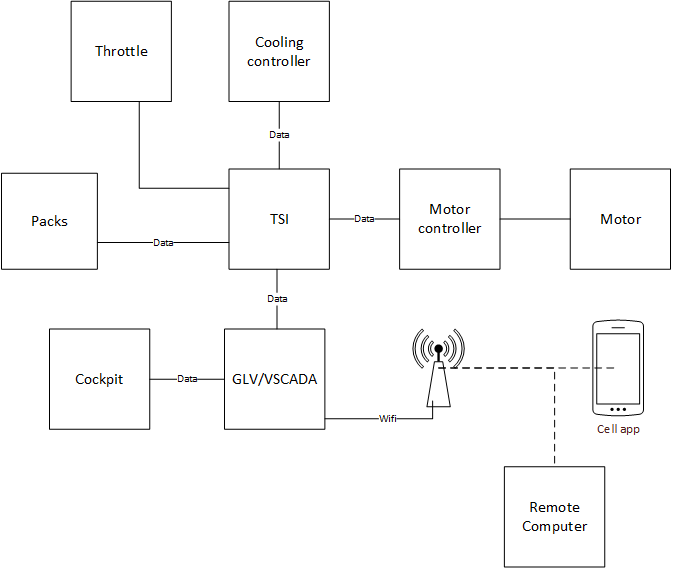 Throttle
Cooling
controller
Data
Packs
Data
TSI
Data
Motor
controller
Motor
Data
Cockpit
Data
GLV/VSCADA
Wifi
Cell app
Remote
Computer